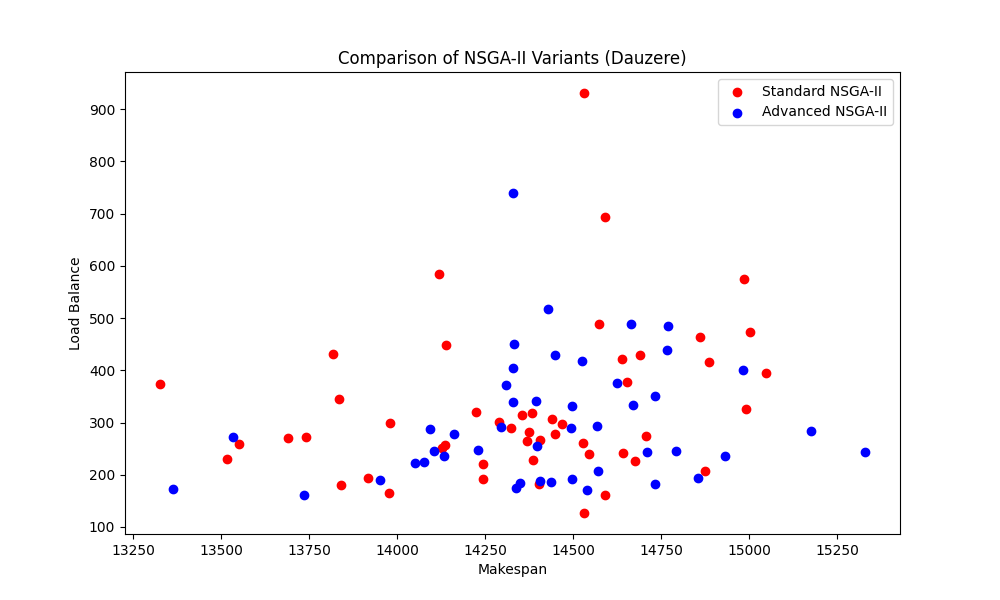 Comparison of NSGA-II Variants (Dauzere)
Standard NSGA-II
Advanced NSGA-II
900
800
700
600
500
400
300
200
100
Load Balance
13250 13500 13750 14000 14250 14500 14750 15000 15250
Makespan